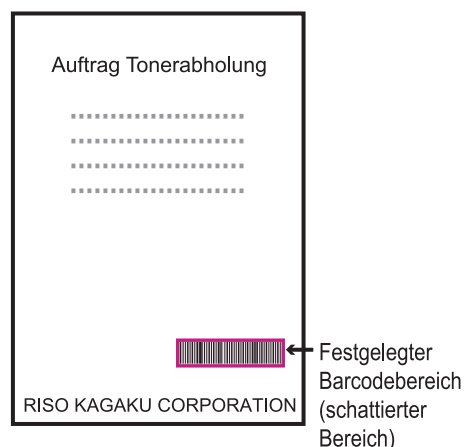 Auftrag Tonerabholung
RISO KAGAKU CORPORATION
Festgelegter
Barcodebereich
(schattierter
Bereich)